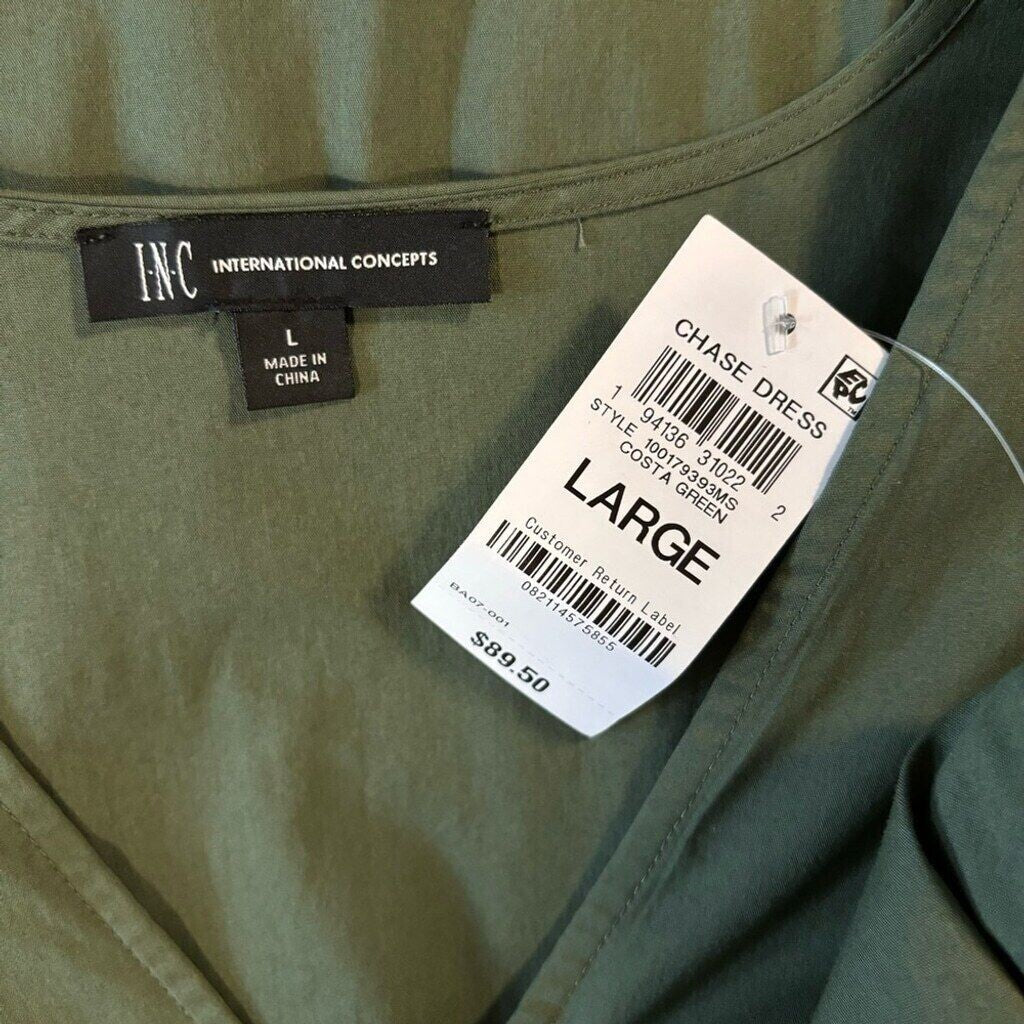 I·N·C INTERNATIONAL CONCEPTS
L
MADE IN
CHINA
CHASE DRESS
1 94136 31022 2
STYLE 100179393MS
COSTA GREEN
LARGE
Customer Return Label
082114575855
BA07-001
$89.50